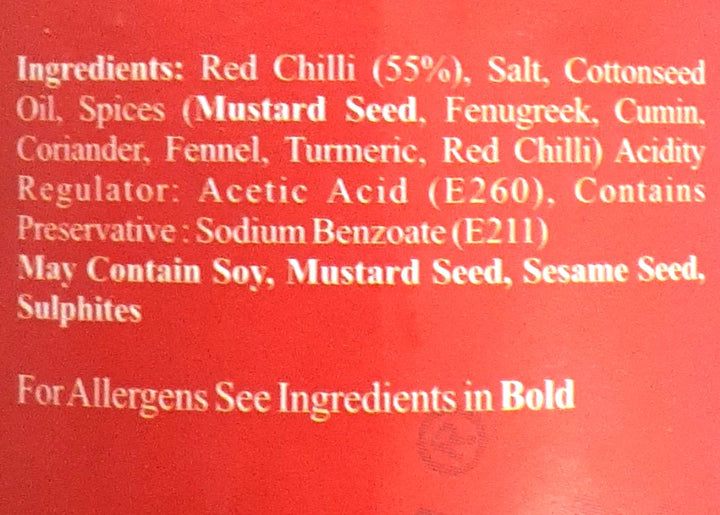 Ingredients: Red Chilli (55%), Salt, Cottonseed
Oil, Spices (Mustard Seed, Fenugreek, Cumin,
Coriander, Fennel, Turmeric, Red Chilli) Acidity
Regulator: Acetic Acid (E260), Contains
Preservative : Sodium Benzoate (E211)
May Contain Soy, Mustard Seed, Sesame Seed,
Sulphites
For Allergens See Ingredients in Bold